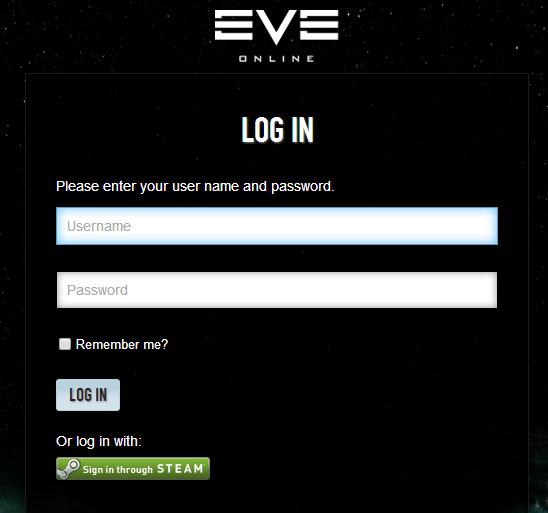 EVE
ONLINE
LOG IN
Please enter your user name and password.
Username
Password
Remember me?
LOG IN
Or log in with:
Sign in through STEAM